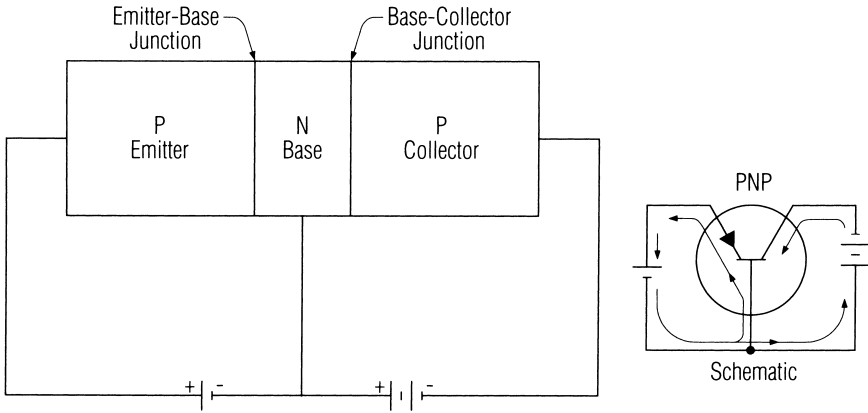 Emitter-Base
Junction
Base-Collector
Junction
P
Emitter
N
Base
P
Collector
+ -
+ -
PNP
Schematic